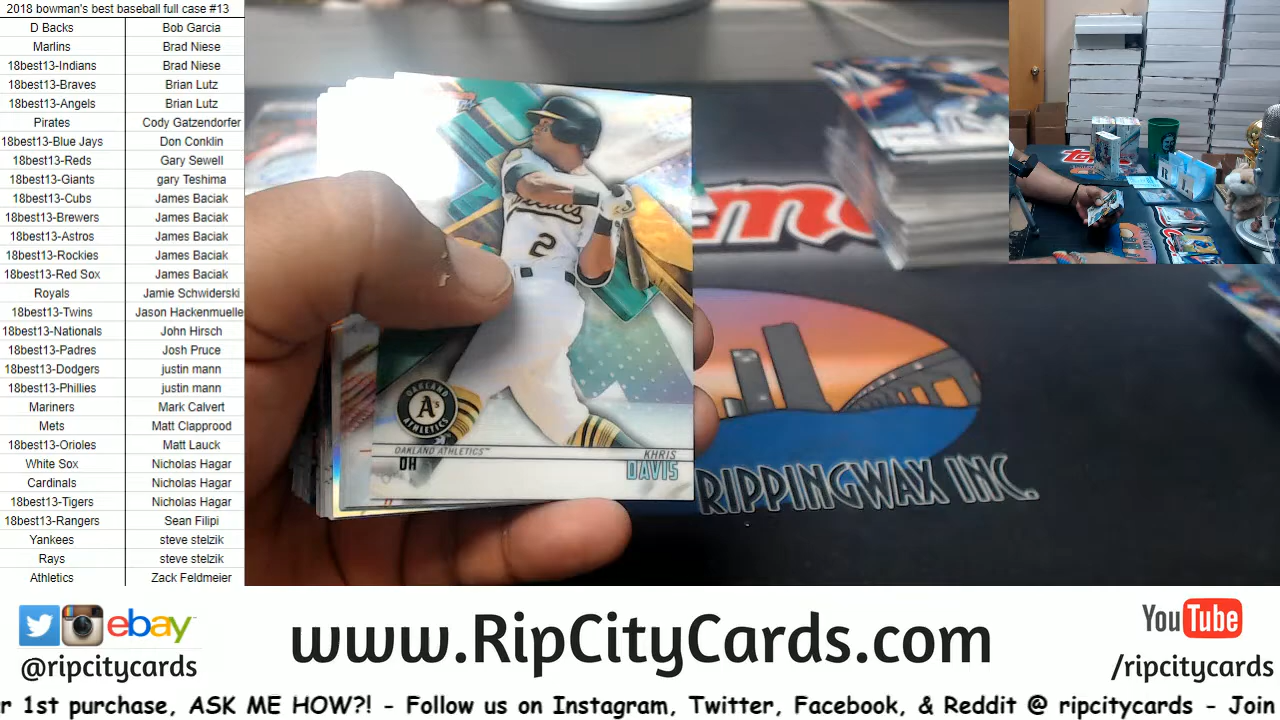 2018 bowman's best baseball full case #13
D Backs Bob Garcia
Marlins Brad Niese
18best13-Indians Brad Niese
18best13-Braves Brian Lutz
18best13-Angels Brian Lutz
Pirates Cody Gatzendorfer
18best13-Blue Jays Don Conklin
18best13-Reds Gary Sewell
18best13-Giants gary Teshima
18best13-Cubs James Baciak
18best13-Brewers James Baciak
18best13-Astros James Baciak
18best13-Rockies James Baciak
18best13-Red Sox James Baciak
Royals Jamie Schwiderski
18best13-Twins Jason Hackenmuelle
18best13-Nationals John Hirsch
18best13-Padres Josh Pruce
18best13-Dodgers justin mann
18best13-Phillies justin mann
Mariners Mark Calvert
Mets Matt Clapprood
18best13-Orioles Matt Lauck
White Sox Nicholas Hagar
Cardinals Nicholas Hagar
18best13-Tigers Nicholas Hagar
18best13-Rangers Sean Filipi
Yankees steve stelzik
Rays steve stelzik
Athletics Zack Feldmeier
2
OAKLAND
A's
ATHLETICS
OAKLAND ATHLETICS™
DH
KHRIS
DAVIS
RIPPINGWAX INC.
ebay
@ripcitycards
www.RipCityCards.com
YouTube
/ripcitycards
r 1st purchase, ASK ME HOW?! - Follow us on Instagram, Twitter, Facebook, & Reddit @ ripcitycards - Join